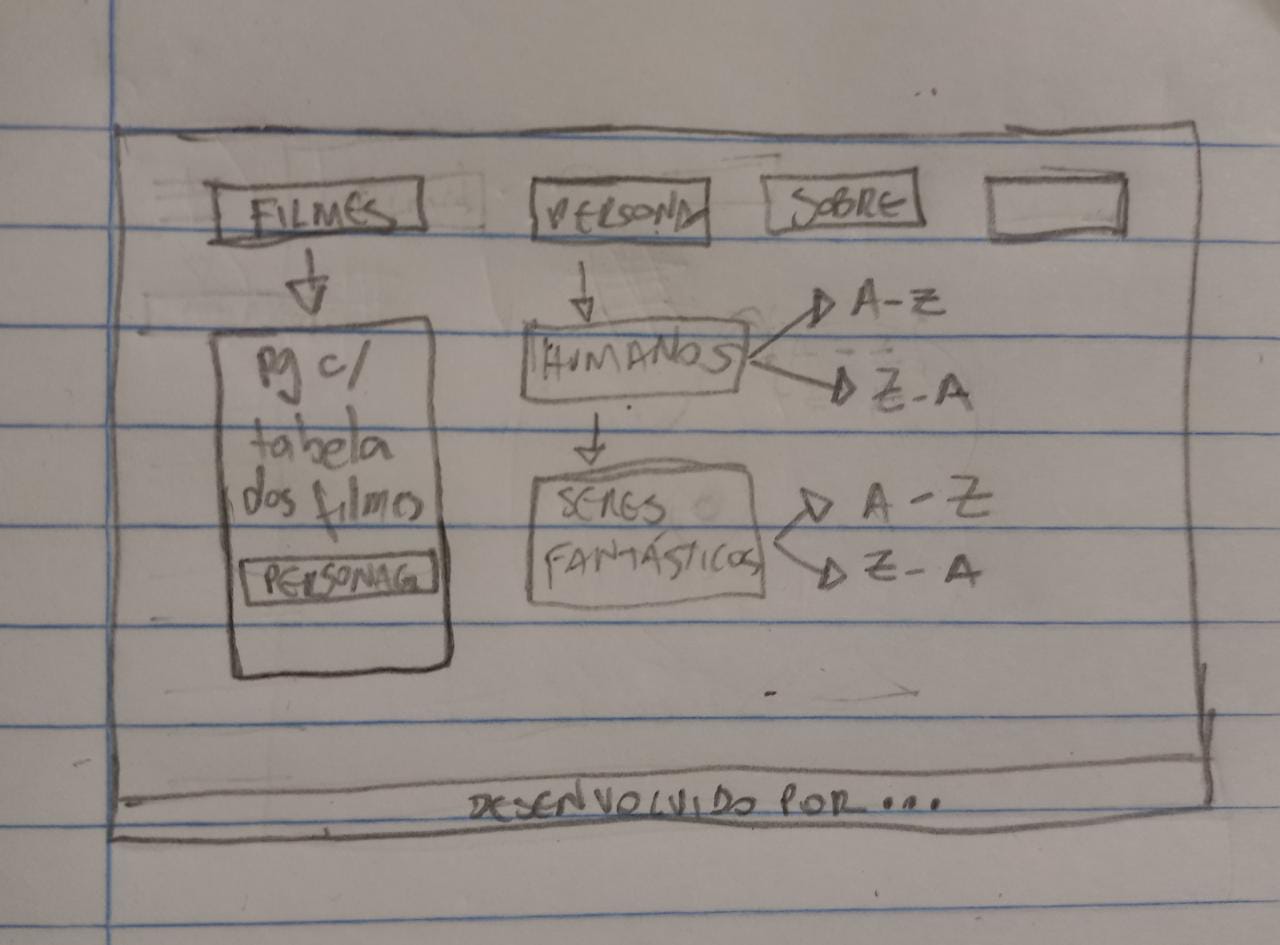 FILMES
PERSONA
SOBRE
pg c/
tabela
dos filmes
PERSONAG
HUMANOS
A-Z
Z-A
SERES
FANTÁSTICOS
A-Z
Z-A
DESENVOLVIDO POR...